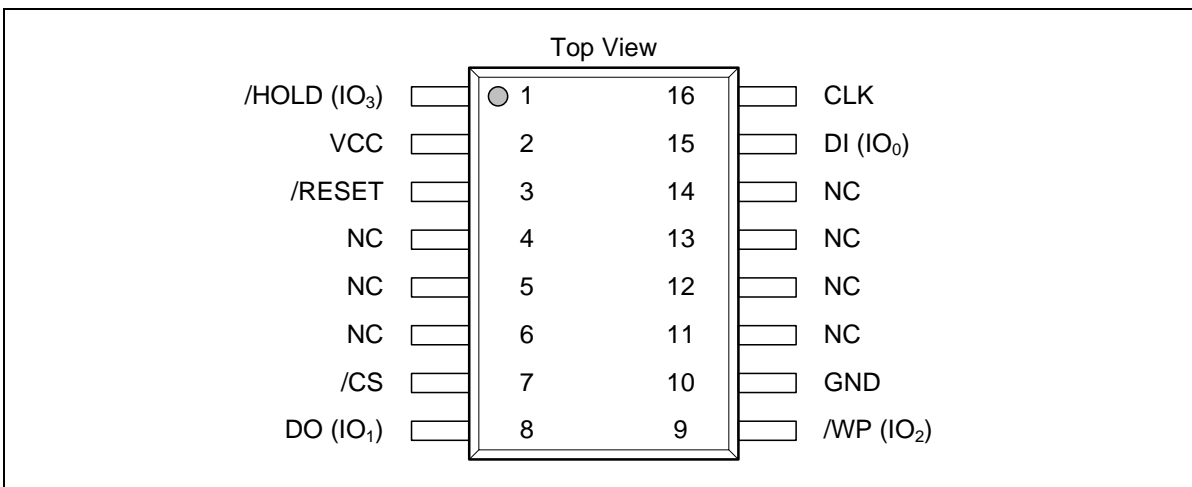 Top View
/HOLD (IO₃) 1 16 CLK
VCC 2 15 DI (IO₀)
/RESET 3 14 NC
NC 4 13 NC
NC 5 12 NC
NC 6 11 NC
/CS 7 10 GND
DO (IO₁) 8 9 /WP (IO₂)